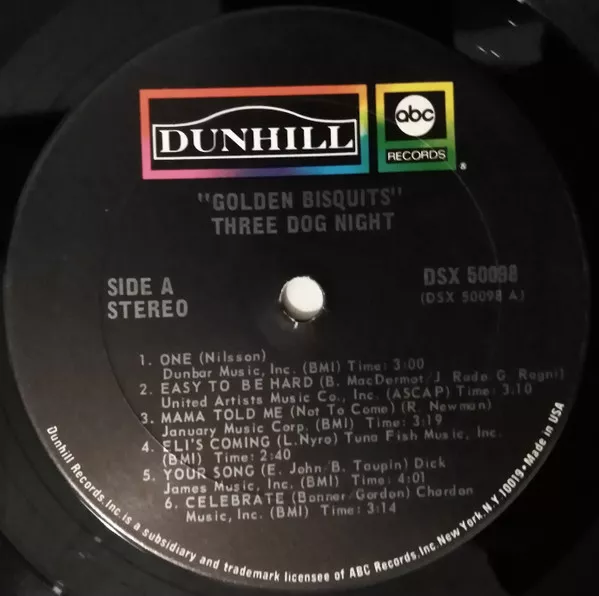 DUNHILL
abc
RECORDS
®
"GOLDEN BISQUITS"
THREE DOG NIGHT
SIDE A
STEREO
DSX 50098
(DSX 50098 A)
1. ONE (Nilsson)
Dunbar Music, Inc. (BMI) Time: 3:00
2. EASY TO BE HARD (B. MacDermot/J. Rado G. Ragni)
United Artists Music Co., Inc. (ASCAP) Time: 3:10
3. MAMA TOLD ME (Not To Come) (R. Newman)
January Music Corp. (BMI) Time: 3:19
4. ELI'S COMING (L. Nyro) Tuna Fish Music, Inc.
(BMI) Time: 2:40
5. YOUR SONG (E. John/B. Taupin) Dick
James Music, Inc. (BMI) Time: 4:01
6. CELEBRATE (Bonner/Gordon) Chardon
Music, Inc. (BMI) Time: 3:14
Dunhill Records, Inc. is a subsidiary and trademark licensee of ABC Records, Inc. New York, N.Y. 10019 • Made in USA